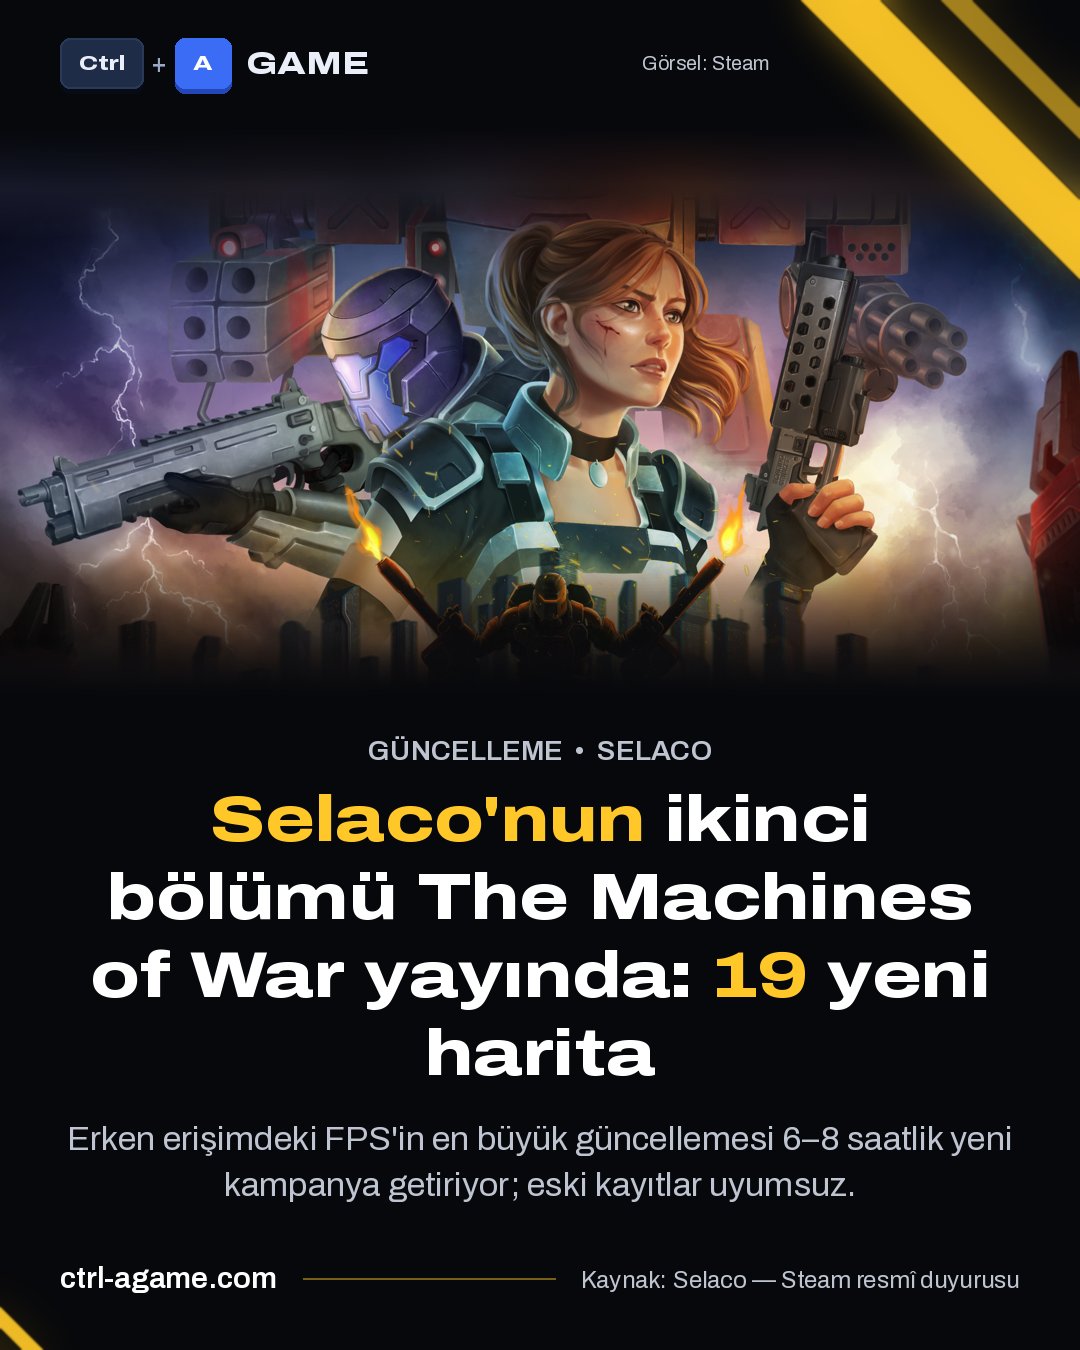 Ctrl + A GAME
Görsel: Steam
GÜNCELLEME • SELACO
Selaco'nun ikinci
bölümü The Machines
of War yayında: 19 yeni
harita
Erken erişimdeki FPS'in en büyük güncellemesi 6–8 saatlik yeni
kampanya getiriyor; eski kayıtlar uyumsuz.
ctrl-agame.com
Kaynak: Selaco — Steam resmî duyurusu